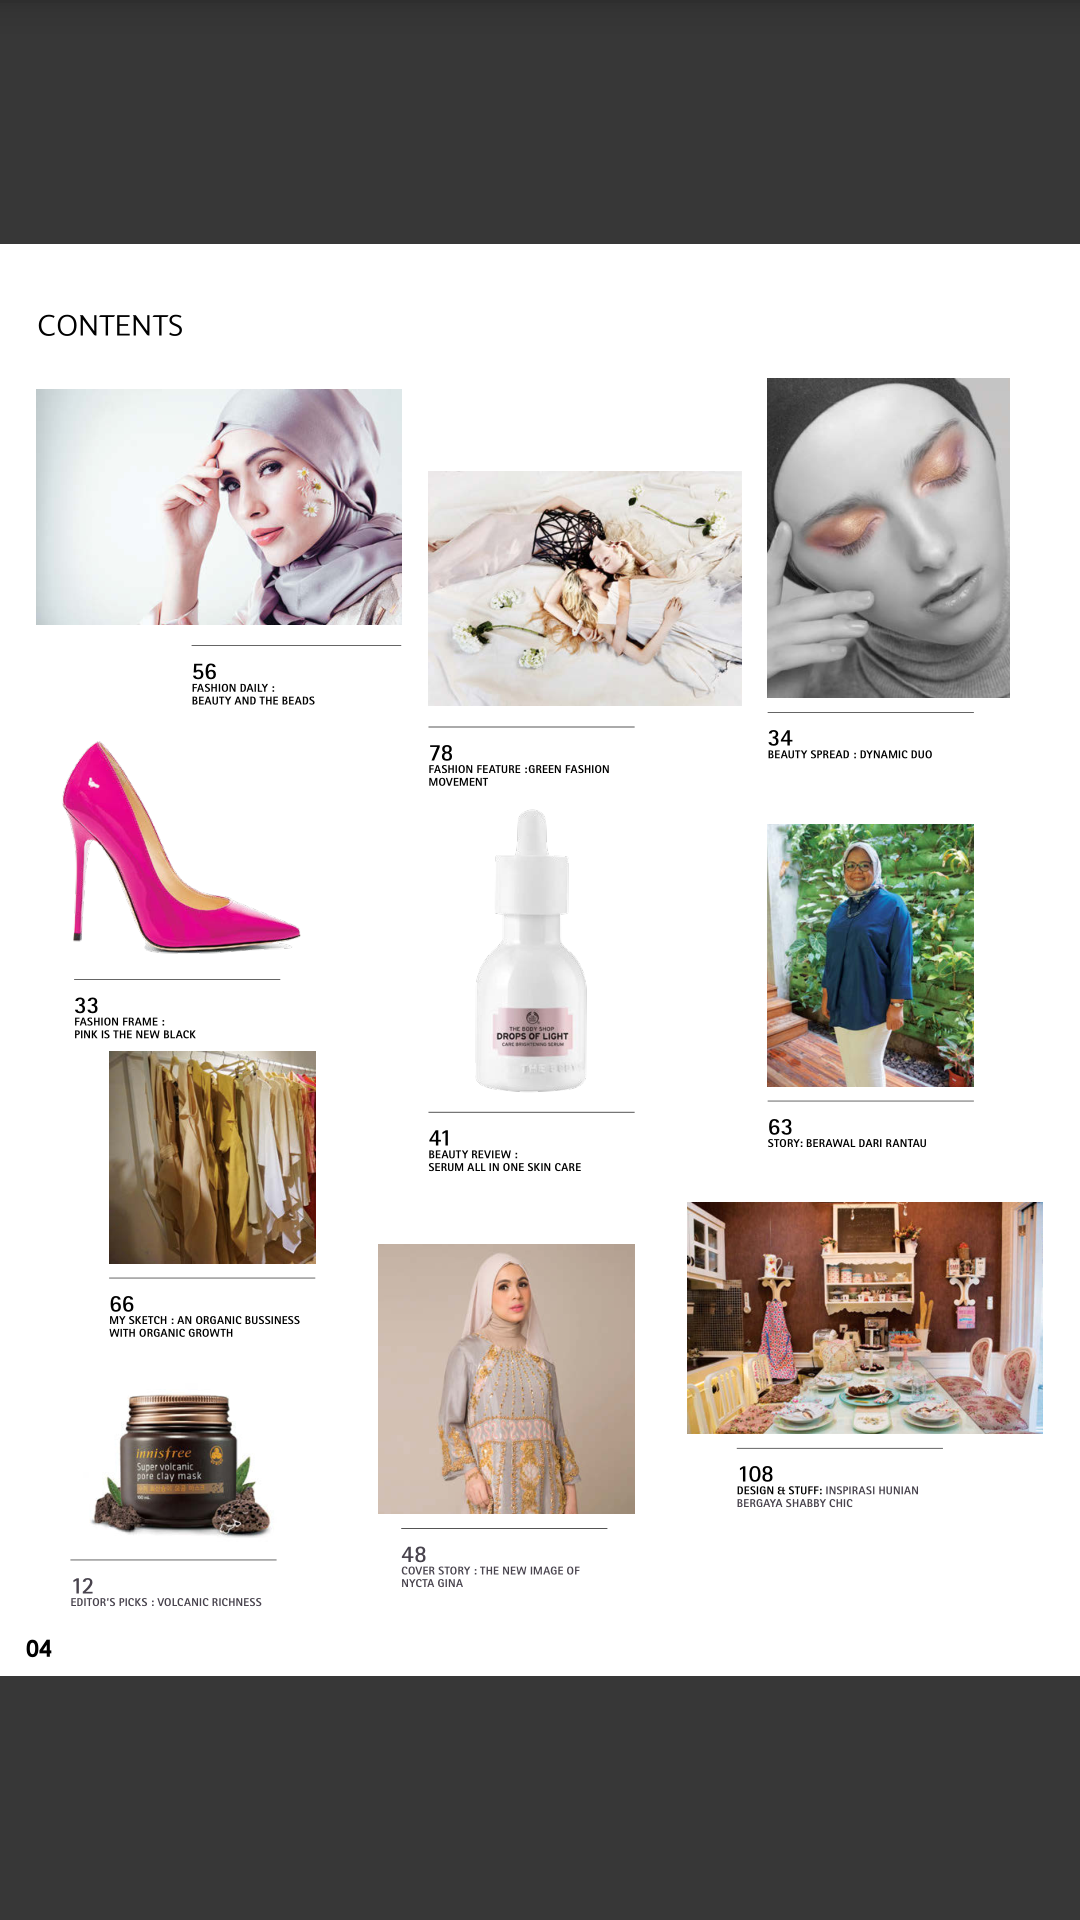 CONTENTS
56
FASHION DAILY :
BEAUTY AND THE BEADS
78
FASHION FEATURE :GREEN FASHION
MOVEMENT
34
BEAUTY SPREAD : DYNAMIC DUO
33
FASHION FRAME :
PINK IS THE NEW BLACK
THE BODY SHOP
DROPS OF LIGHT
CARE BRIGHTENING SERUM
41
BEAUTY REVIEW :
SERUM ALL IN ONE SKIN CARE
63
STORY: BERAWAL DARI RANTAU
66
MY SKETCH : AN ORGANIC BUSSINESS
WITH ORGANIC GROWTH
innisfree
Super volcanic
pore clay mask
12
EDITOR'S PICKS : VOLCANIC RICHNESS
48
COVER STORY : THE NEW IMAGE OF
NYCTA GINA
108
DESIGN & STUFF: INSPIRASI HUNIAN
BERGAYA SHABBY CHIC
04